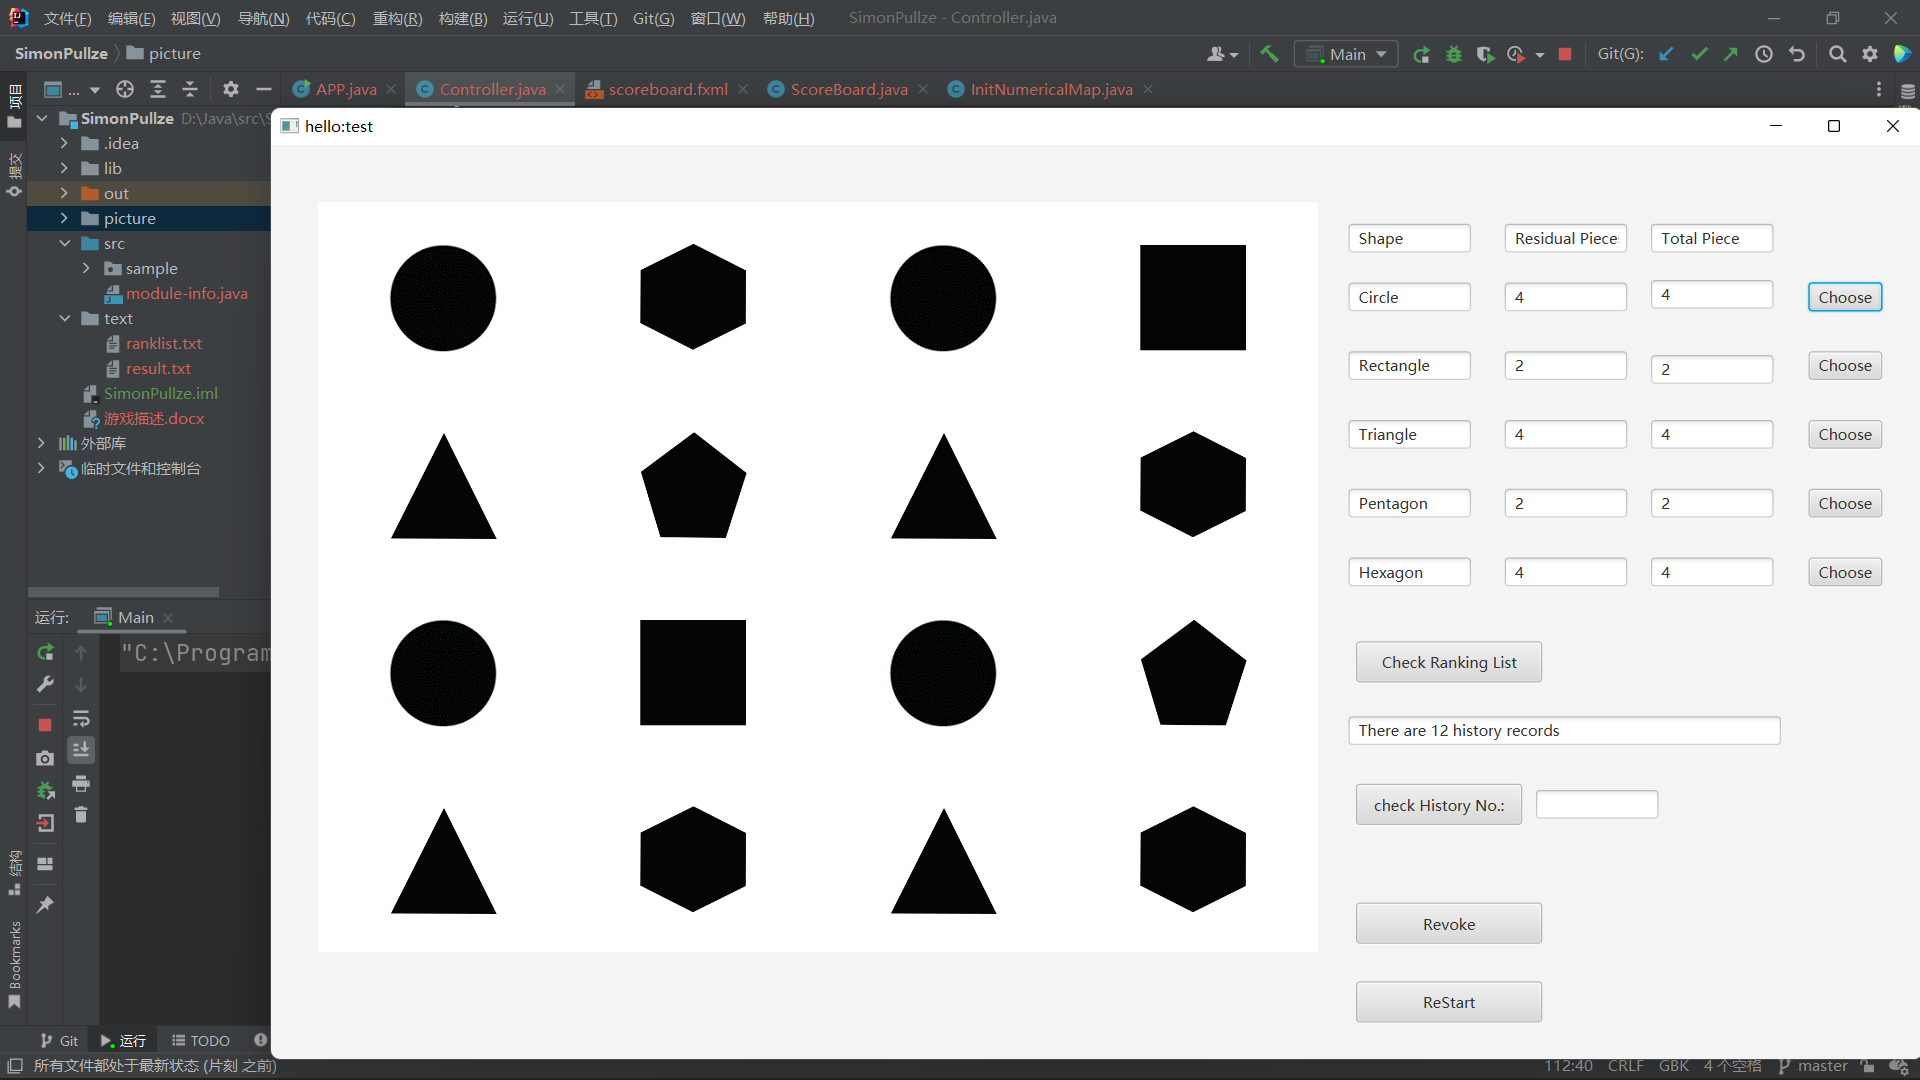 文件(F) 编辑(E) 视图(V) 导航(N) 代码(C) 重构(R) 构建(B) 运行(U) 工具(T) Git(G) 窗口(W) 帮助(H) SimonPullze - Controller.java
SimonPullze picture Main Git(G):
项目 ... APP.java Controller.java scoreboard.fxml ScoreBoard.java InitNumericalMap.java
SimonPullze D:\Java\src\S
hello:test
.idea
提交
lib
out
picture
src
sample
module-info.java
text
ranklist.txt
result.txt
SimonPullze.iml
游戏描述.docx
外部库
临时文件和控制台
Shape Residual Piece Total Piece
Circle 4 4 Choose
Rectangle 2 2 Choose
Triangle 4 4 Choose
Pentagon 2 2 Choose
Hexagon 4 4 Choose
运行: Main
"C:\Program
Check Ranking List
There are 12 history records
check History No.:
Revoke
ReStart
结构
Bookmarks
Git 运行 TODO
所有文件都处于最新状态 (片刻 之前) 112:40 CRLF GBK 4 个空格 master